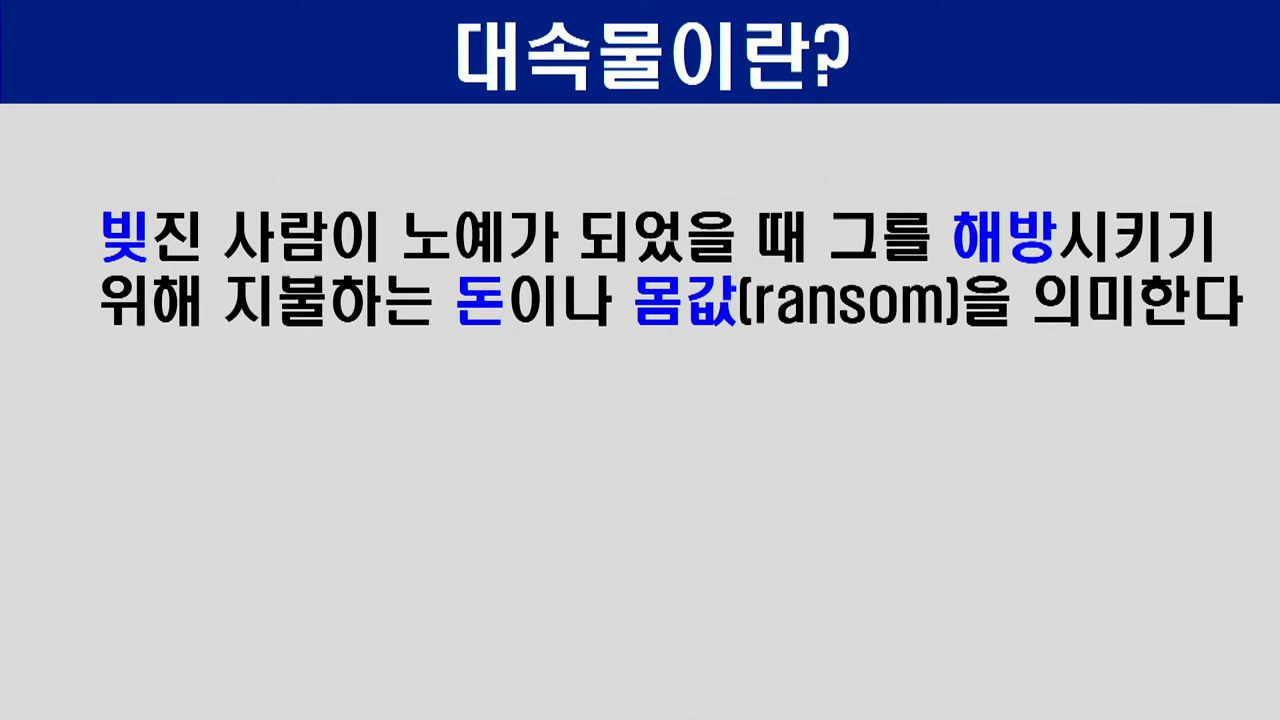 대속물이란?
빚진 사람이 노예가 되었을 때 그를 해방시키기
위해 지불하는 돈이나 몸값(ransom)을 의미한다